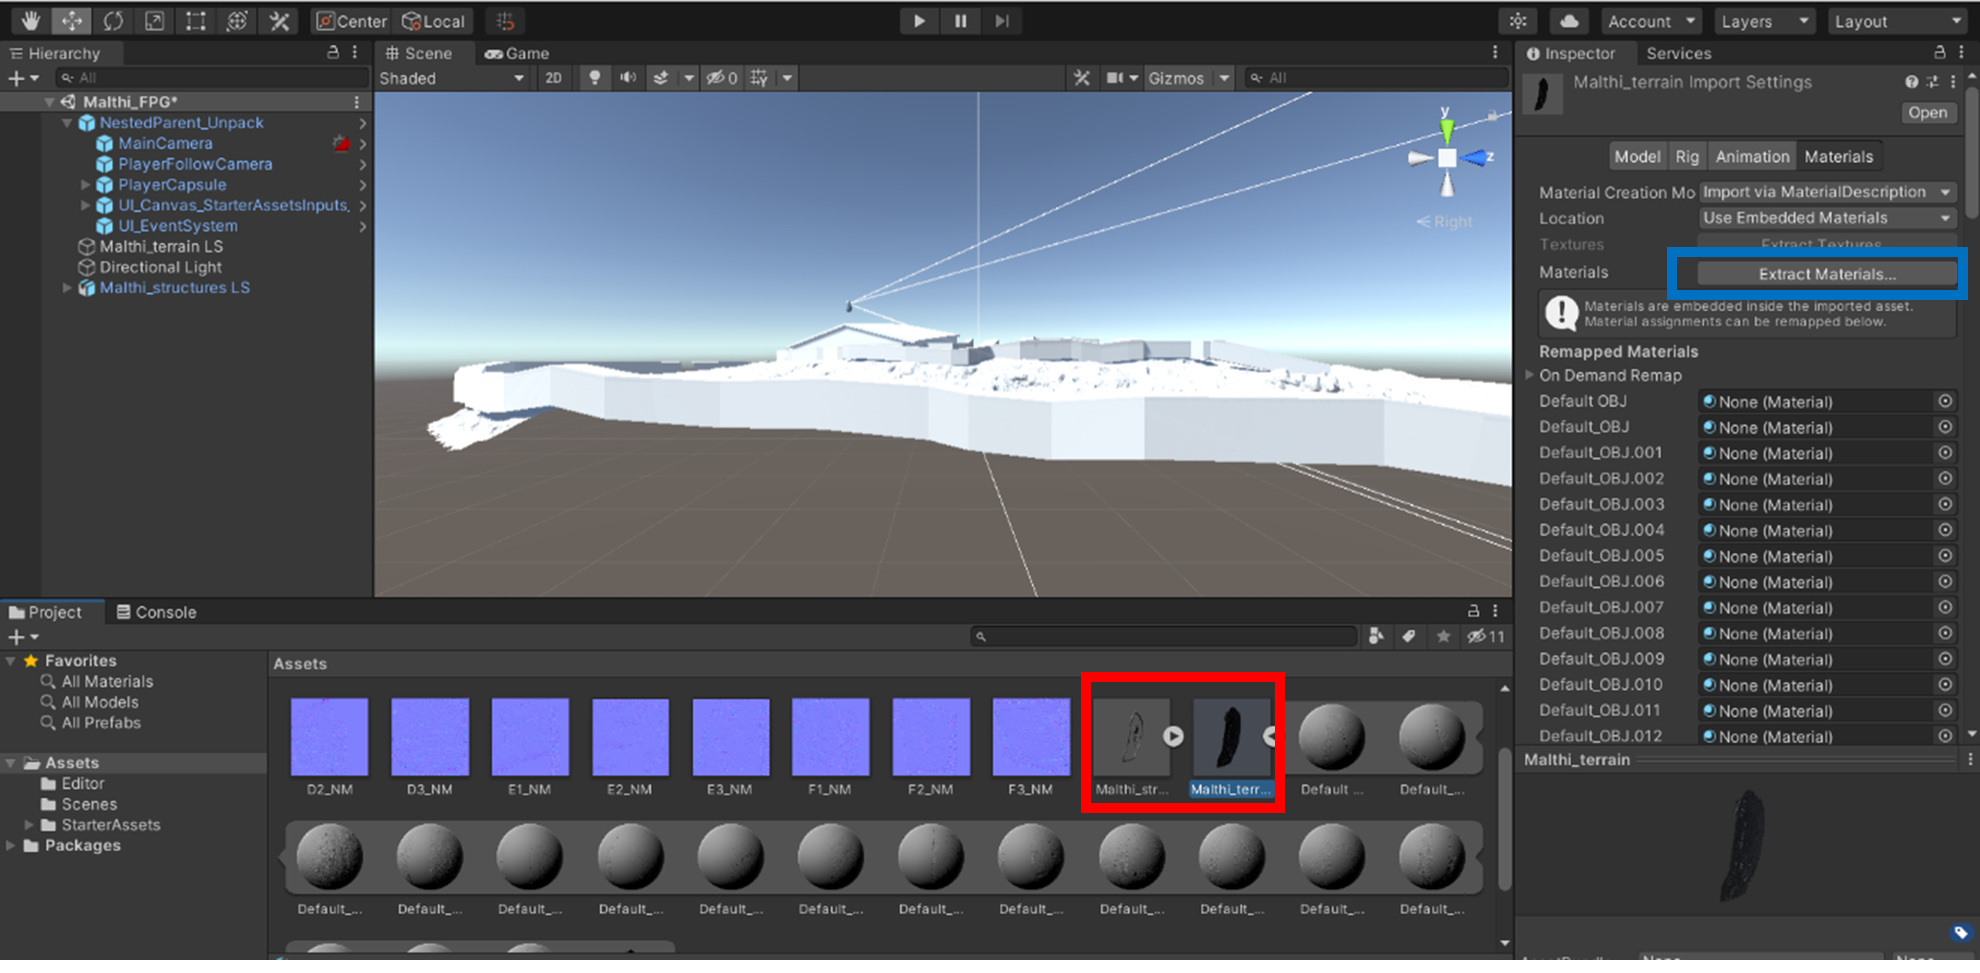 Center
Local
Account
Layers
Layout
Hierarchy
All
Malthi_FPG*
NestedParent_Unpack
MainCamera
PlayerFollowCamera
PlayerCapsule
UI_Canvas_StarterAssetsInputs_
UI_EventSystem
Malthi_terrain LS
Directional Light
Malthi_structures LS
Scene
Game
Shaded
2D
0
Gizmos
All
y
z
Right
Inspector
Services
Malthi_terrain Import Settings
Open
Model
Rig
Animation
Materials
Material Creation Mo
Import via MaterialDescription
Location
Use Embedded Materials
Textures
Extract Textures
Materials
Extract Materials...
Materials are embedded inside the imported asset.
Material assignments can be remapped below.
Remapped Materials
On Demand Remap
Default OBJ
None (Material)
Default_OBJ
None (Material)
Default_OBJ.001
None (Material)
Default_OBJ.002
None (Material)
Default_OBJ.003
None (Material)
Default_OBJ.004
None (Material)
Default_OBJ.005
None (Material)
Default_OBJ.006
None (Material)
Default_OBJ.007
None (Material)
Default_OBJ.008
None (Material)
Default_OBJ.009
None (Material)
Default_OBJ.010
None (Material)
Default_OBJ.011
None (Material)
Default_OBJ.012
None (Material)
Malthi_terrain
Project
Console
11
Favorites
All Materials
All Models
All Prefabs
Assets
Editor
Scenes
StarterAssets
Packages
Assets
D2_NM
D3_NM
E1_NM
E2_NM
E3_NM
F1_NM
F2_NM
F3_NM
Malthi_str...
Malthi_terr...
Default ...
Default_...
Default_...
Default_...
Default_...
Default_...
Default_...
Default_...
Default_...
Default_...
Default_...
Default_...
Default_...
Default_...